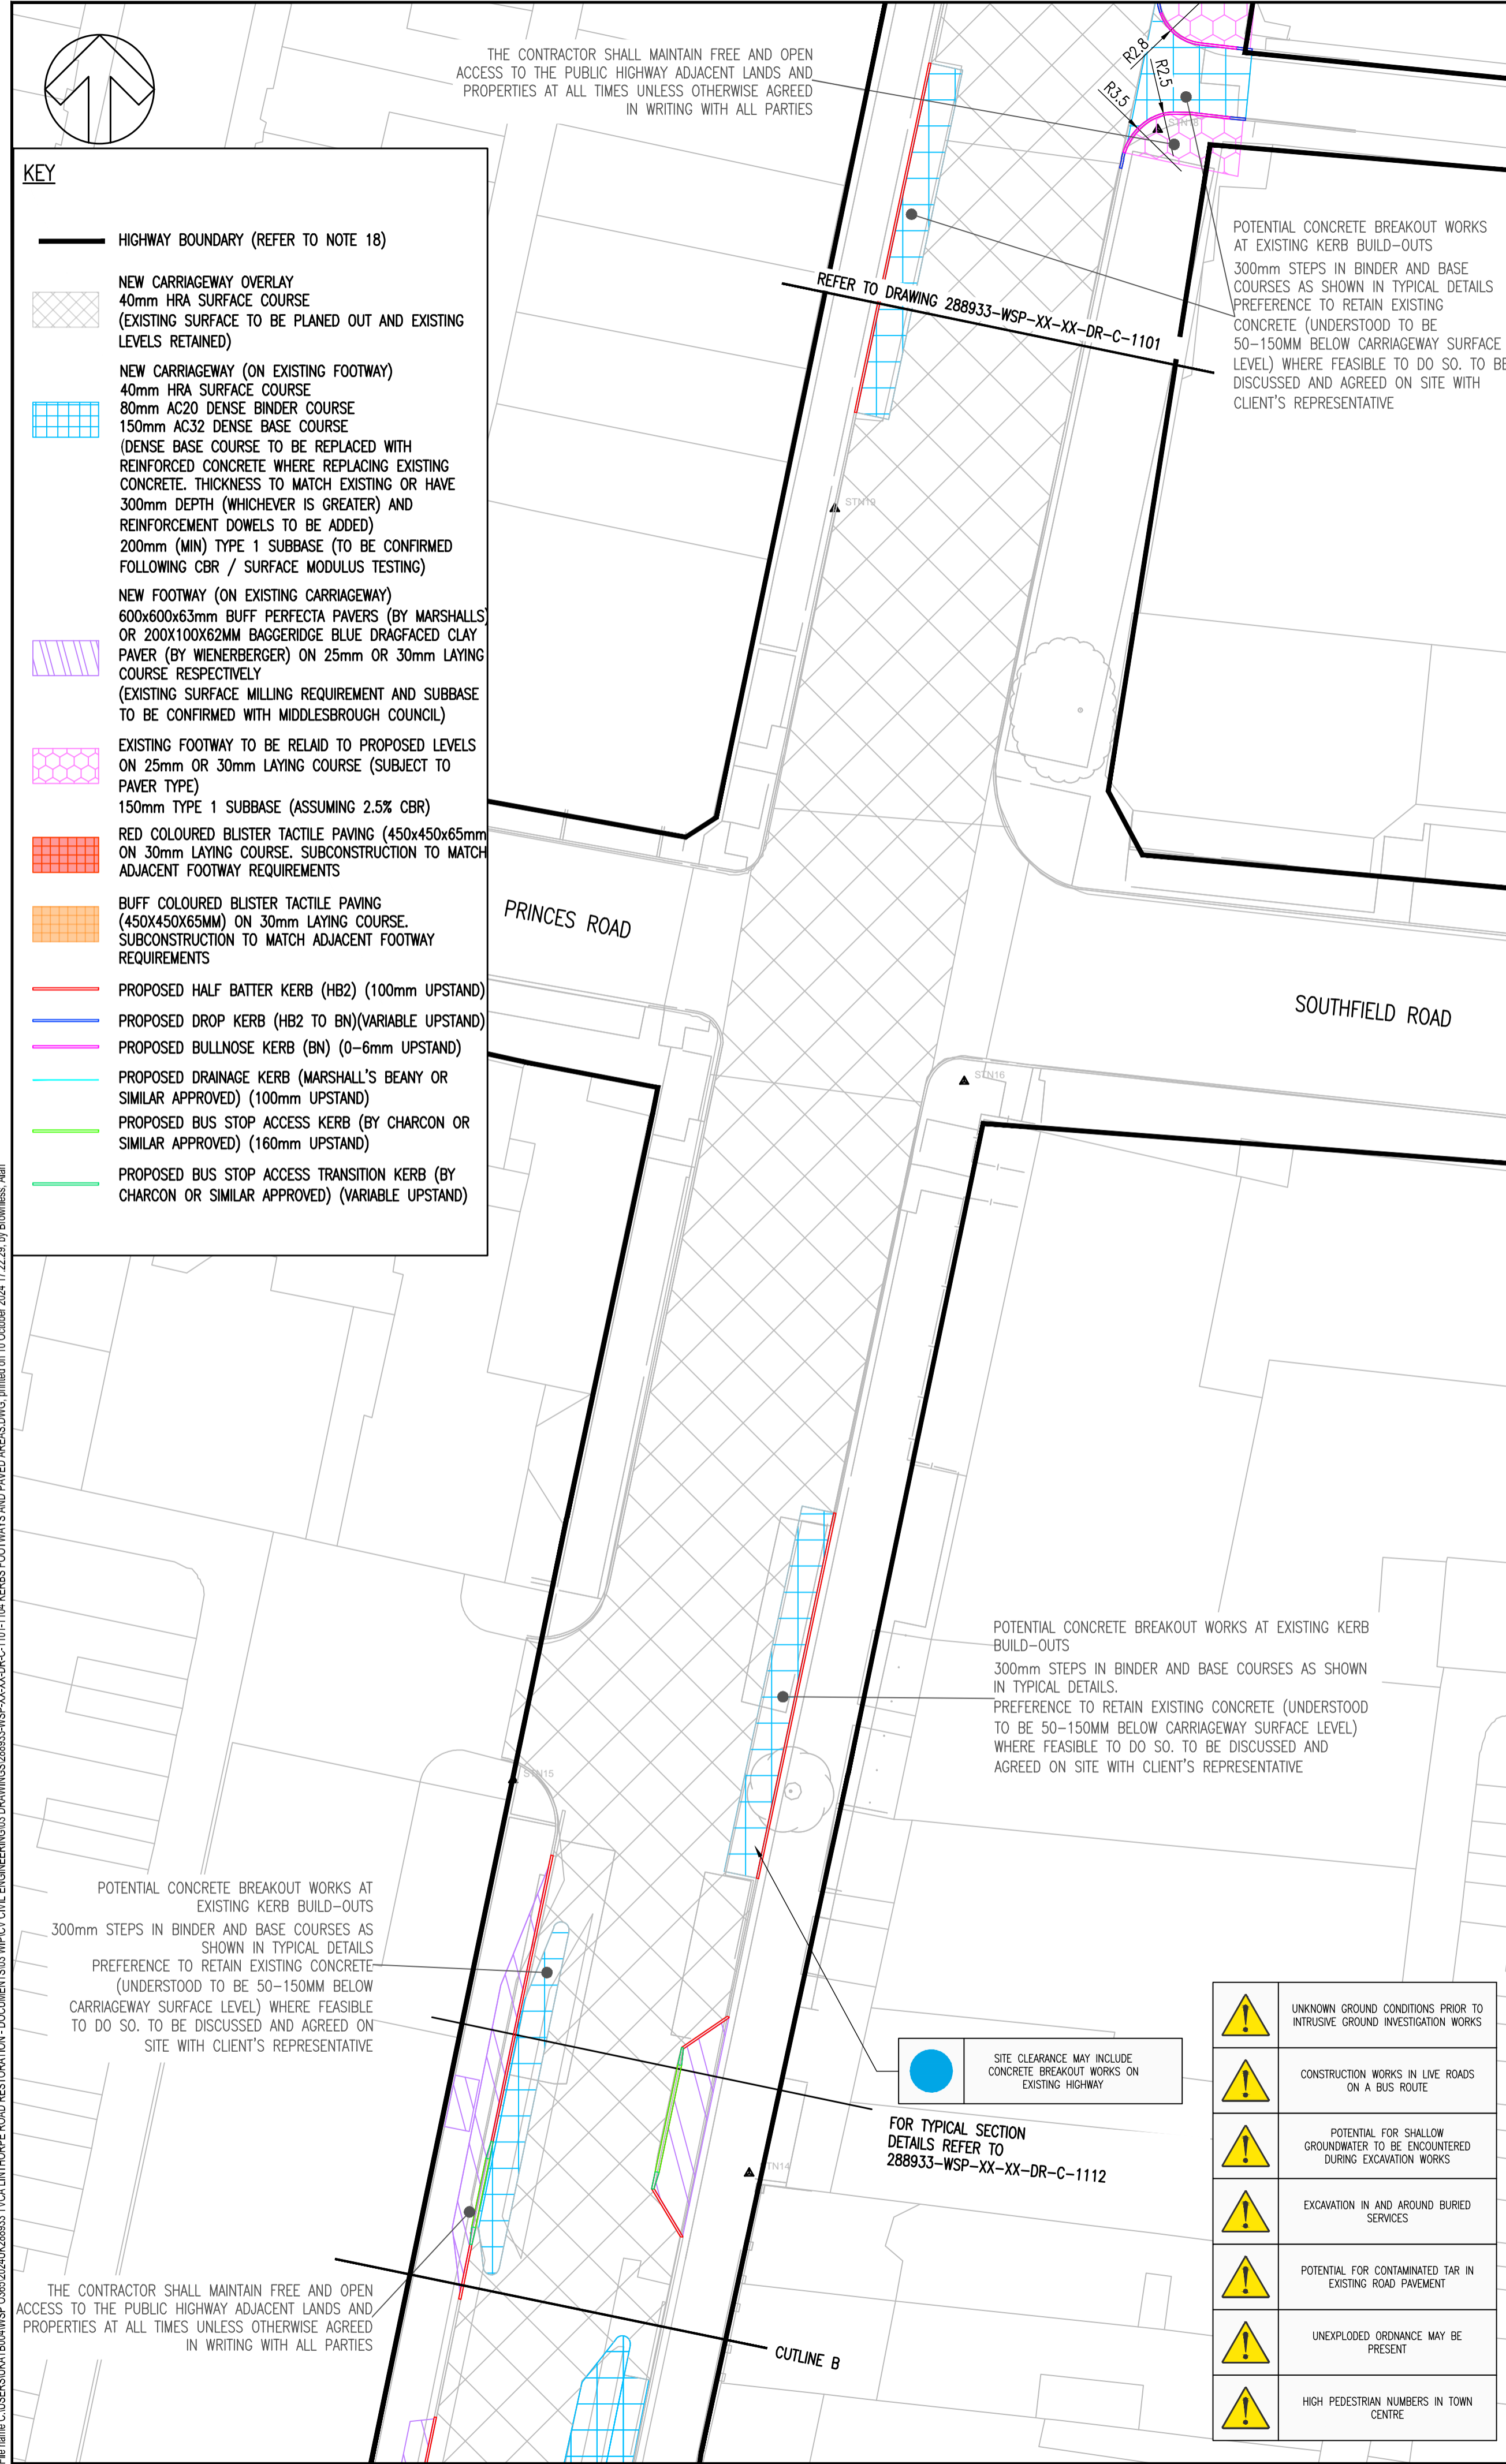 THE CONTRACTOR SHALL MAINTAIN FREE AND OPEN
ACCESS TO THE PUBLIC HIGHWAY ADJACENT LANDS AND
PROPERTIES AT ALL TIMES UNLESS OTHERWISE AGREED
IN WRITING WITH ALL PARTIES
R2.8
R2.5
R3.5
KEY
HIGHWAY BOUNDARY (REFER TO NOTE 18)
NEW CARRIAGEWAY OVERLAY
40mm HRA SURFACE COURSE
(EXISTING SURFACE TO BE PLANED OUT AND EXISTING
LEVELS RETAINED)
NEW CARRIAGEWAY (ON EXISTING FOOTWAY)
40mm HRA SURFACE COURSE
80mm AC20 DENSE BINDER COURSE
150mm AC32 DENSE BASE COURSE
(DENSE BASE COURSE TO BE REPLACED WITH
REINFORCED CONCRETE WHERE REPLACING EXISTING
CONCRETE. THICKNESS TO MATCH EXISTING OR HAVE
300mm DEPTH (WHICHEVER IS GREATER) AND
REINFORCEMENT DOWELS TO BE ADDED)
200mm (MIN) TYPE 1 SUBBASE (TO BE CONFIRMED
FOLLOWING CBR / SURFACE MODULUS TESTING)
NEW FOOTWAY (ON EXISTING CARRIAGEWAY)
600x600x63mm BUFF PERFECTA PAVERS (BY MARSHALLS)
OR 200X100X62MM BAGGERIDGE BLUE DRAGFACED CLAY
PAVER (BY WIENERBERGER) ON 25mm OR 30mm LAYING
COURSE RESPECTIVELY
(EXISTING SURFACE MILLING REQUIREMENT AND SUBBASE
TO BE CONFIRMED WITH MIDDLESBROUGH COUNCIL)
EXISTING FOOTWAY TO BE RELAID TO PROPOSED LEVELS
ON 25mm OR 30mm LAYING COURSE (SUBJECT TO
PAVER TYPE)
150mm TYPE 1 SUBBASE (ASSUMING 2.5% CBR)
RED COLOURED BLISTER TACTILE PAVING (450x450x65mm
ON 30mm LAYING COURSE. SUBCONSTRUCTION TO MATCH
ADJACENT FOOTWAY REQUIREMENTS
BUFF COLOURED BLISTER TACTILE PAVING
(450X450X65MM) ON 30mm LAYING COURSE.
SUBCONSTRUCTION TO MATCH ADJACENT FOOTWAY
REQUIREMENTS
PROPOSED HALF BATTER KERB (HB2) (100mm UPSTAND)
PROPOSED DROP KERB (HB2 TO BN)(VARIABLE UPSTAND)
PROPOSED BULLNOSE KERB (BN) (0-6mm UPSTAND)
PROPOSED DRAINAGE KERB (MARSHALL'S BEANY OR
SIMILAR APPROVED) (100mm UPSTAND)
PROPOSED BUS STOP ACCESS KERB (BY CHARCON OR
SIMILAR APPROVED) (160mm UPSTAND)
PROPOSED BUS STOP ACCESS TRANSITION KERB (BY
CHARCON OR SIMILAR APPROVED) (VARIABLE UPSTAND)
POTENTIAL CONCRETE BREAKOUT WORKS
AT EXISTING KERB BUILD-OUTS
300mm STEPS IN BINDER AND BASE
COURSES AS SHOWN IN TYPICAL DETAILS
PREFERENCE TO RETAIN EXISTING
CONCRETE (UNDERSTOOD TO BE
50-150MM BELOW CARRIAGEWAY SURFACE
LEVEL) WHERE FEASIBLE TO DO SO. TO BE
DISCUSSED AND AGREED ON SITE WITH
CLIENT'S REPRESENTATIVE
REFER TO DRAWING 288933-WSP-XX-XX-DR-C-1101
STN19
PRINCES ROAD
SOUTHFIELD ROAD
STN16
POTENTIAL CONCRETE BREAKOUT WORKS AT EXISTING KERB
BUILD-OUTS
300mm STEPS IN BINDER AND BASE COURSES AS SHOWN
IN TYPICAL DETAILS.
PREFERENCE TO RETAIN EXISTING CONCRETE (UNDERSTOOD
TO BE 50-150MM BELOW CARRIAGEWAY SURFACE LEVEL)
WHERE FEASIBLE TO DO SO. TO BE DISCUSSED AND
AGREED ON SITE WITH CLIENT'S REPRESENTATIVE
STN15
POTENTIAL CONCRETE BREAKOUT WORKS AT
EXISTING KERB BUILD-OUTS
300mm STEPS IN BINDER AND BASE COURSES AS
SHOWN IN TYPICAL DETAILS
PREFERENCE TO RETAIN EXISTING CONCRETE
(UNDERSTOOD TO BE 50-150MM BELOW
CARRIAGEWAY SURFACE LEVEL) WHERE FEASIBLE
TO DO SO. TO BE DISCUSSED AND AGREED ON
SITE WITH CLIENT'S REPRESENTATIVE
SITE CLEARANCE MAY INCLUDE
CONCRETE BREAKOUT WORKS ON
EXISTING HIGHWAY
FOR TYPICAL SECTION
DETAILS REFER TO
288933-WSP-XX-XX-DR-C-1112
STN14
THE CONTRACTOR SHALL MAINTAIN FREE AND OPEN
ACCESS TO THE PUBLIC HIGHWAY ADJACENT LANDS AND
PROPERTIES AT ALL TIMES UNLESS OTHERWISE AGREED
IN WRITING WITH ALL PARTIES
CUTLINE B
UNKNOWN GROUND CONDITIONS PRIOR TO
INTRUSIVE GROUND INVESTIGATION WORKS
CONSTRUCTION WORKS IN LIVE ROADS
ON A BUS ROUTE
POTENTIAL FOR SHALLOW
GROUNDWATER TO BE ENCOUNTERED
DURING EXCAVATION WORKS
EXCAVATION IN AND AROUND BURIED
SERVICES
POTENTIAL FOR CONTAMINATED TAR IN
EXISTING ROAD PAVEMENT
UNEXPLODED ORDNANCE MAY BE
PRESENT
HIGH PEDESTRIAN NUMBERS IN TOWN
CENTRE